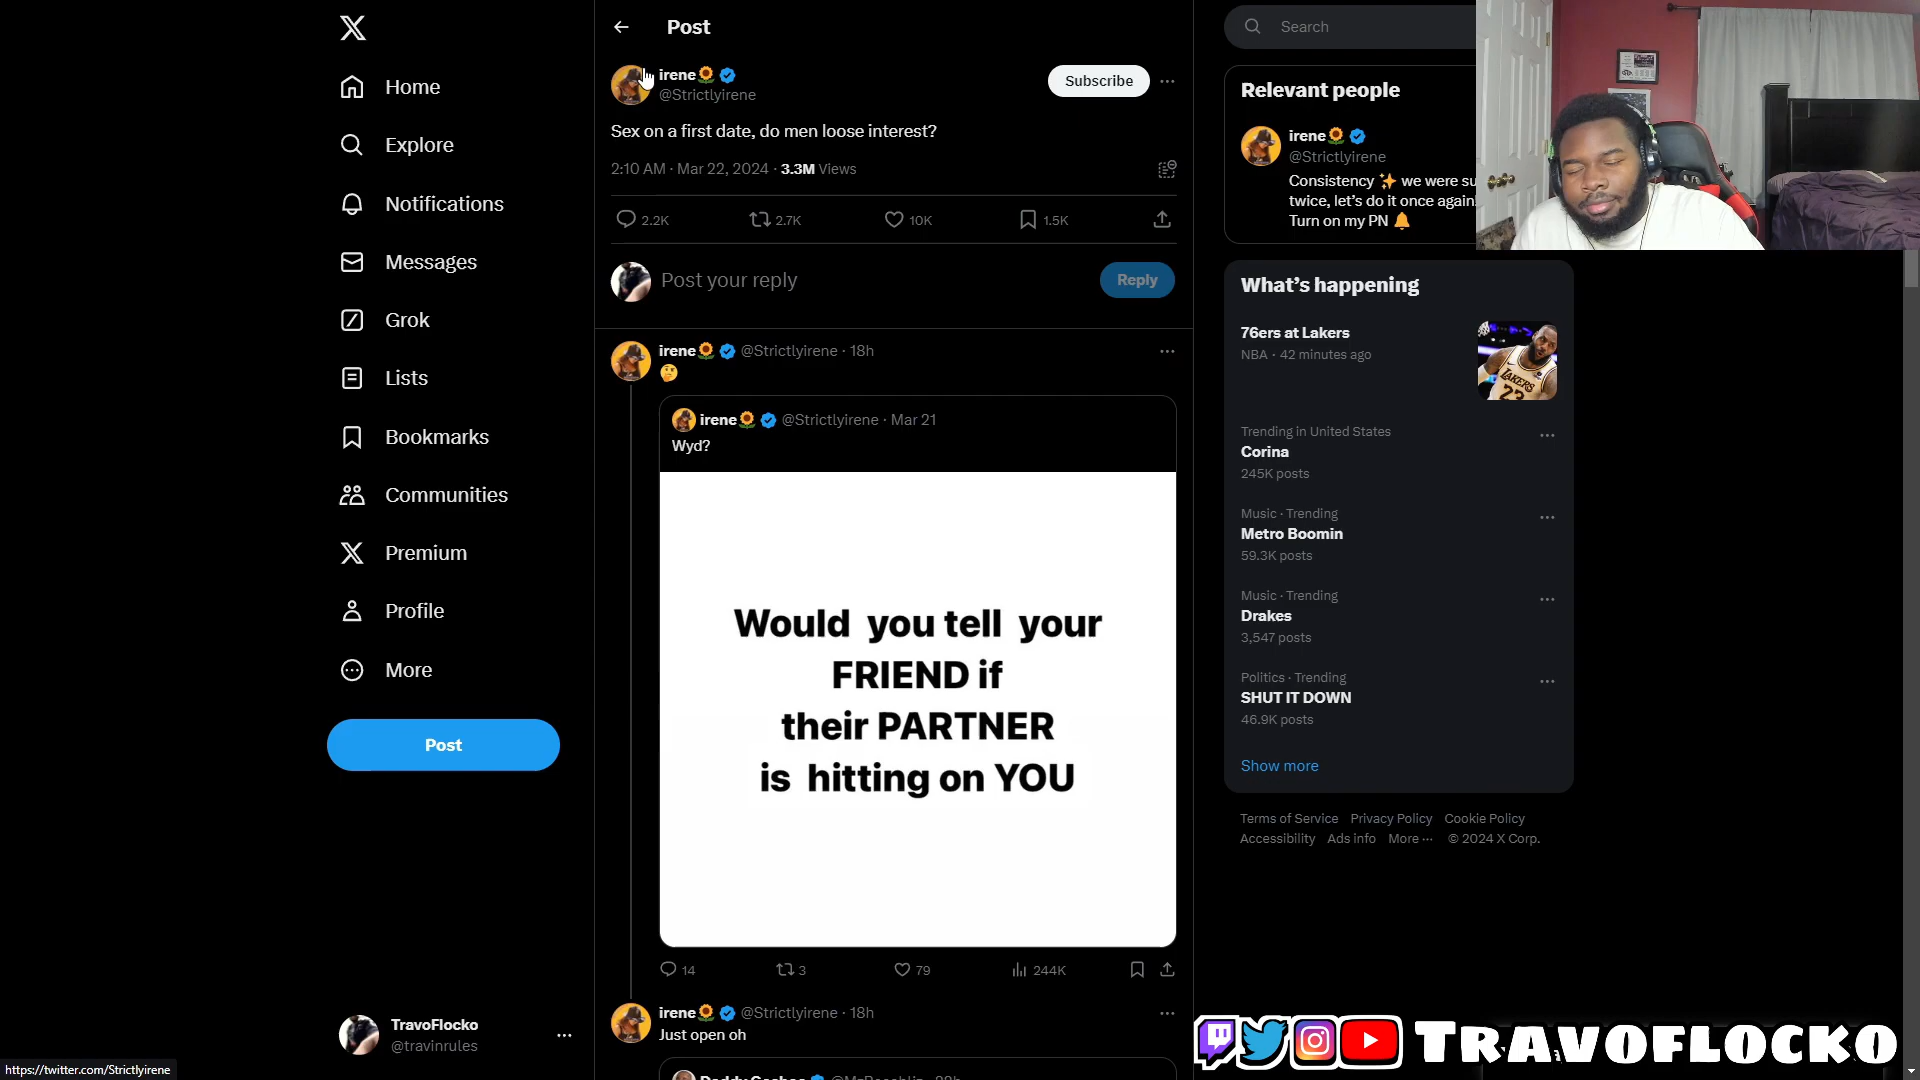 Home
Explore
Notifications
Messages
Grok
Lists
Bookmarks
Communities
Premium
Profile
More
Post
TravoFlocko
@travinrules
https://twitter.com/Strictlyirene
Post
irene🌻
@Strictlyirene
Subscribe
Sex on a first date, do men loose interest?
2:10 AM · Mar 22, 2024 · 3.3M Views
2.2K 2.7K 10K 1.5K
Post your reply
Reply
irene🌻 @Strictlyirene · 18h
🤔
irene🌻 @Strictlyirene · Mar 21
Wyd?
Would you tell your
FRIEND if
their PARTNER
is hitting on YOU
14 3 79 244K
irene🌻 @Strictlyirene · 18h
Just open oh
Search
Relevant people
irene🌻
@Strictlyirene
Consistency ✨ we were su
twice, let's do it once again
Turn on my PN 🔔
What's happening
76ers at Lakers
NBA · 42 minutes ago
LAKERS
23
Trending in United States
Corina
245K posts
Music · Trending
Metro Boomin
59.3K posts
Music · Trending
Drakes
3,547 posts
Politics · Trending
SHUT IT DOWN
46.9K posts
Show more
Terms of Service Privacy Policy Cookie Policy
Accessibility Ads info More ··· © 2024 X Corp.
TRAVOFLOCKO